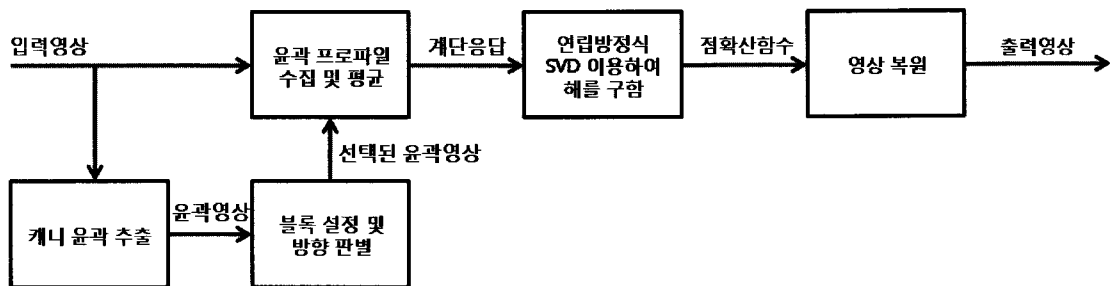 입력영상
윤곽 프로파일
수집 및 평균
계단응답
연립방정식
SVD 이용하여
해를 구함
점확산함수
영상 복원
출력영상
선택된 윤곽영상
캐니 윤곽 추출
윤곽영상
블록 설정 및
방향 판별